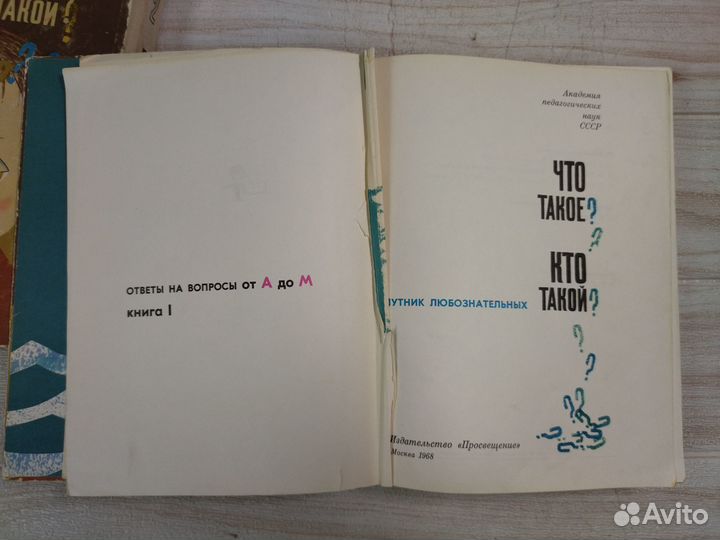 ТАКОЙ?
ОТВЕТЫ НА ВОПРОСЫ ОТ А ДО М
КНИГА I
Академия
педагогических
наук
СССР
ЧТО
ТАКОЕ?
КТО
ТАКОЙ?
ПУТНИК ЛЮБОЗНАТЕЛЬНЫХ
Издательство «Просвещение»
Москва 1968
Avito